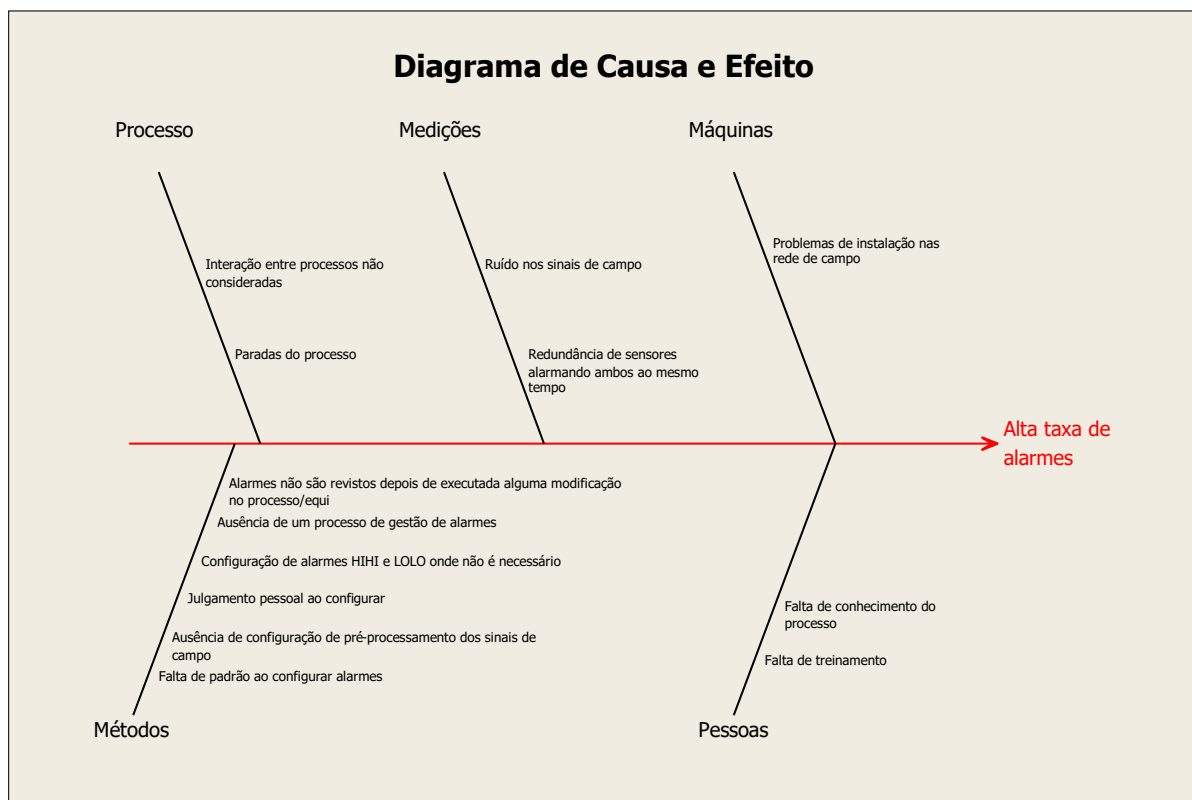 Diagrama de Causa e Efeito
Processo
Medições
Máquinas
Interação entre processos não
consideradas
Paradas do processo
Ruído nos sinais de campo
Redundância de sensores
alarmando ambos ao mesmo
tempo
Problemas de instalação nas
rede de campo
Alta taxa de
alarmes
Alarmes não são revistos depois de executada alguma modificação
no processo/equi
Ausência de um processo de gestão de alarmes
Configuração de alarmes HIHI e LOLO onde não é necessário
Julgamento pessoal ao configurar
Ausência de configuração de pré-processamento dos sinais de
campo
Falta de padrão ao configurar alarmes
Falta de conhecimento do
processo
Falta de treinamento
Métodos
Pessoas